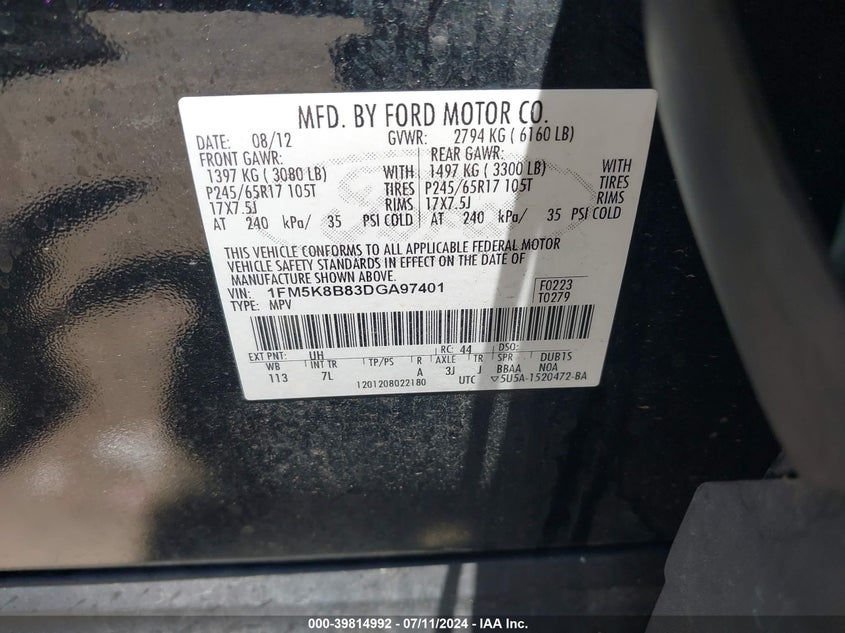 MFD. BY FORD MOTOR CO.
DATE: 08/12 GVWR: 2794 KG ( 6160 LB)
FRONT GAWR: REAR GAWR:
1397 KG ( 3080 LB) WITH 1497 KG ( 3300 LB) WITH
P245/65R17 105T TIRES P245/65R17 105T TIRES
17X7.5J RIMS 17X7.5J RIMS
AT 240 kPa/ 35 PSI COLD AT 240 kPa/ 35 PSI COLD
THIS VEHICLE CONFORMS TO ALL APPLICABLE FEDERAL MOTOR
VEHICLE SAFETY STANDARDS IN EFFECT ON THE DATE OF
MANUFACTURE SHOWN ABOVE.
VIN: 1FM5K8B83DGA97401 F0223
TYPE: MPV T0279
EXT PNT: UH RC: 44 DSO:
WB INT TR TP/PS R AXLE TR SPR DUB1S
113 7L A 3J J BBAA N0A
1201208022180 UTC ▽5U5A-1520472-BA
000-39814992 - 07/11/2024 - IAA Inc.